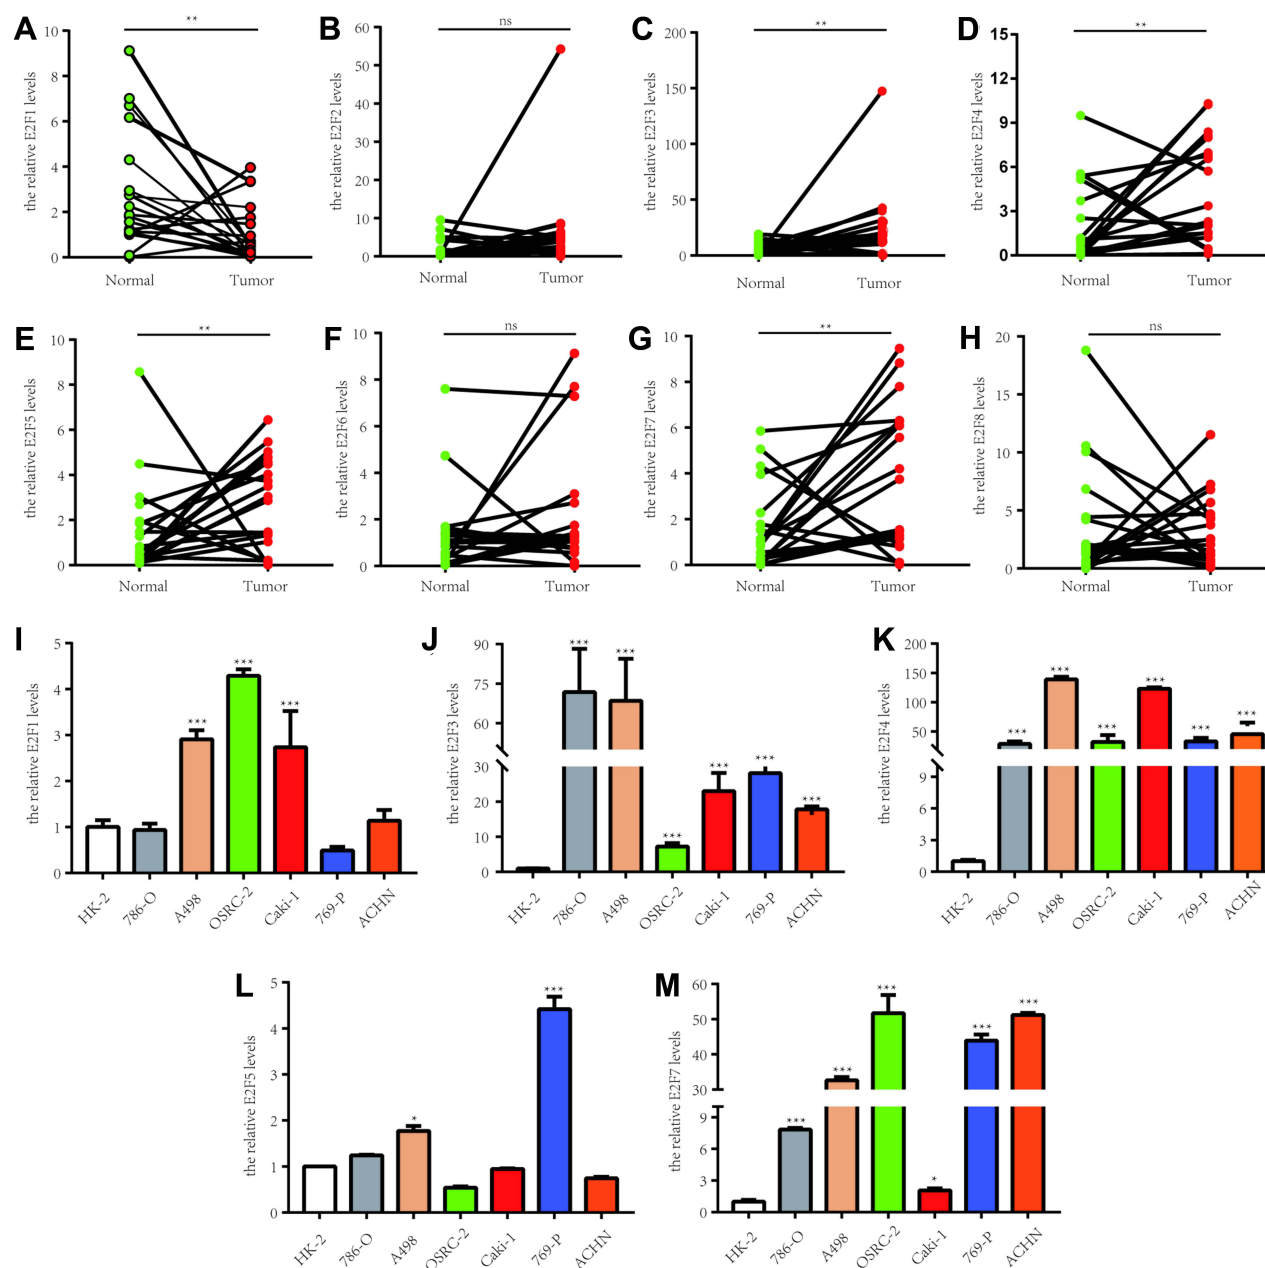 A
the relative E2F1 levels
10
8
6
4
2
0
**
Normal Tumor
B
the relative E2F2 levels
60
50
40
30
20
10
0
ns
Normal Tumor
C
the relative E2F3 levels
200
150
100
50
0
**
Normal Tumor
D
the relative E2F4 levels
15
12
9
6
3
0
**
Normal Tumor
E
the relative E2F5 levels
10
8
6
4
2
0
**
Normal Tumor
F
the relative E2F6 levels
10
8
6
4
2
0
ns
Normal Tumor
G
the relative E2F7 levels
10
8
6
4
2
0
**
Normal Tumor
H
the relative E2F8 levels
20
15
10
5
0
ns
Normal Tumor
I
the relative E2F1 levels
5
4
3
2
1
0
*** *** ***
HK-2 786-O A498 OSRC-2 Caki-1 769-P ACHN
J
the relative E2F3 levels
90
75
60
30
20
10
0
*** *** *** *** *** ***
HK-2 786-O A498 OSRC-2 Caki-1 769-P ACHN
K
the relative E2F4 levels
200
150
100
50
9
6
3
0
*** *** *** *** *** ***
HK-2 786-O A498 OSRC-2 Caki-1 769-P ACHN
L
the relative E2F5 levels
5
4
3
2
1
0
* ***
HK-2 786-O A498 OSRC-2 Caki-1 769-P ACHN
M
the relative E2F7 levels
60
50
40
30
9
6
3
0
*** *** *** * *** ***
HK-2 786-O A498 OSRC-2 Caki-1 769-P ACHN